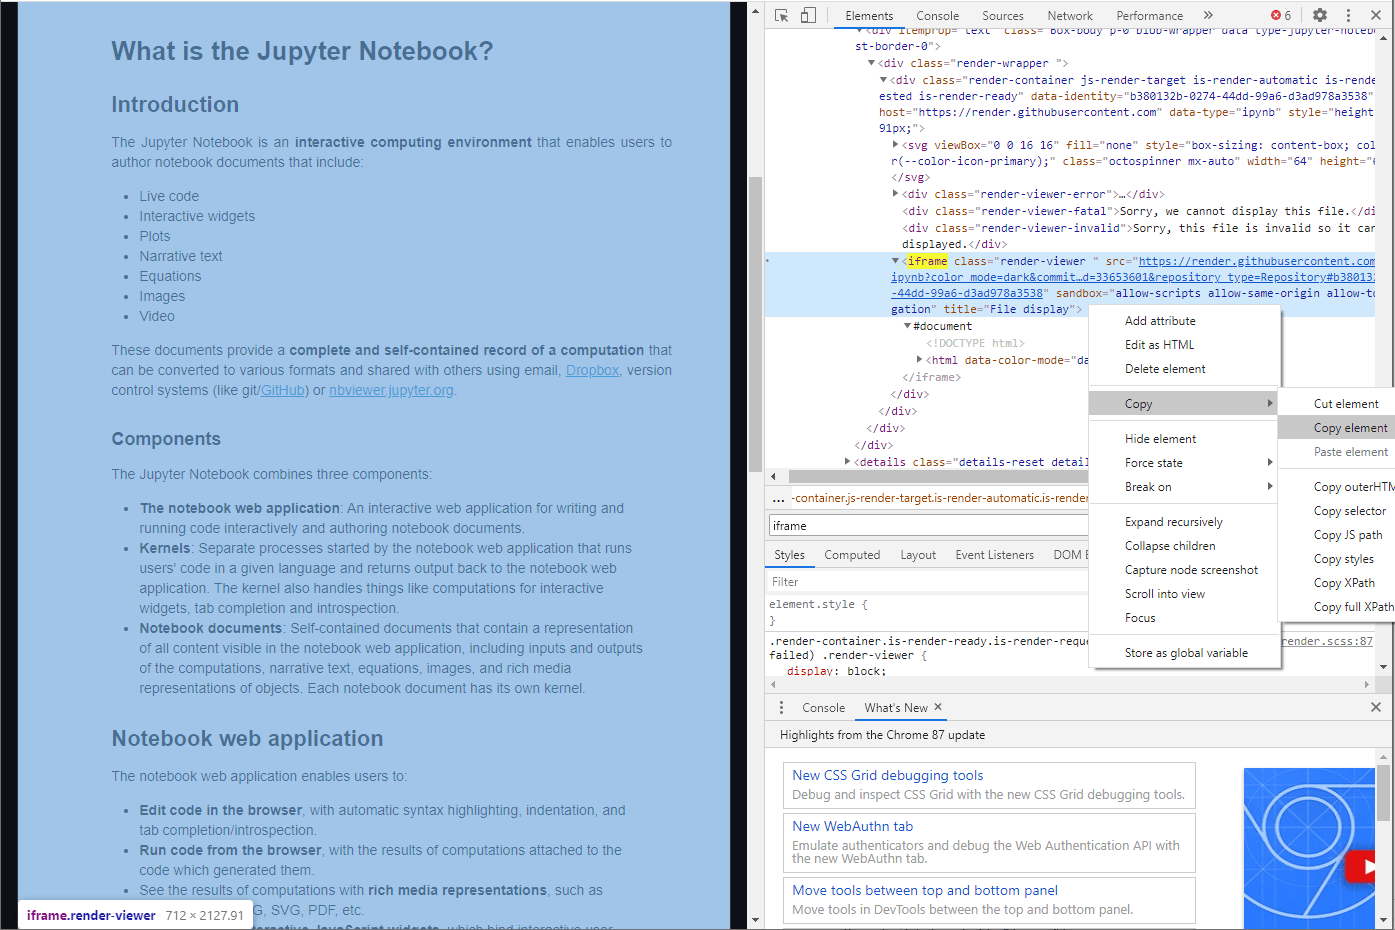 What is the Jupyter Notebook?
Introduction
The Jupyter Notebook is an interactive computing environment that enables users to
author notebook documents that include:
• Live code
• Interactive widgets
• Plots
• Narrative text
• Equations
• Images
• Video
These documents provide a complete and self-contained record of a computation that
can be converted to various formats and shared with others using email, Dropbox, version
control systems (like git/GitHub) or nbviewer.jupyter.org.
Components
The Jupyter Notebook combines three components:
• The notebook web application: An interactive web application for writing and
running code interactively and authoring notebook documents.
• Kernels: Separate processes started by the notebook web application that runs
users' code in a given language and returns output back to the notebook web
application. The kernel also handles things like computations for interactive
widgets, tab completion and introspection.
• Notebook documents: Self-contained documents that contain a representation
of all content visible in the notebook web application, including inputs and outputs
of the computations, narrative text, equations, images, and rich media
representations of objects. Each notebook document has its own kernel.
Notebook web application
The notebook web application enables users to:
• Edit code in the browser, with automatic syntax highlighting, indentation, and
tab completion/introspection.
• Run code from the browser, with the results of computations attached to the
code which generated them.
• See the results of computations with rich media representations, such as
G, SVG, PDF, etc.
iframe.render-viewer 712 × 2127.91
Elements Console Sources Network Performance » 6
st-border-0">
▼<div class="render-wrapper ">
▼<div class="render-container js-render-target is-render-automatic is-rende
ested is-render-ready" data-identity="b380132b-0274-44dd-99a6-d3ad978a3538"
host="https://render.githubusercontent.com" data-type="ipynb" style="height
91px;">
▶<svg viewBox="0 0 16 16" fill="none" style="box-sizing: content-box; col
r(--color-icon-primary);" class="octospinner mx-auto" width="64" height="6
</svg>
▶<div class="render-viewer-error">…</div>
<div class="render-viewer-fatal">Sorry, we cannot display this file.</di
<div class="render-viewer-invalid">Sorry, this file is invalid so it can
displayed.</div>
▼<iframe class="render-viewer " src="https://render.githubusercontent.com
ipynb?color_mode=dark&commit…d=33653601&repository_type=Repository#b380132
-44dd-99a6-d3ad978a3538" sandbox="allow-scripts allow-same-origin allow-to
gation" title="File display">
▼#document
<!DOCTYPE html>
▶<html data-color-mode="da
</iframe>
</div>
</div>
</div>
</div>
▶<details class="details-reset detail
... -container.js-render-target.is-render-automatic.is-render
iframe
Styles Computed Layout Event Listeners DOM
Filter
element.style {
}
.render-container.is-render-ready.is-render-reque
render.scss:87
failed) .render-viewer {
display: block;
Add attribute
Edit as HTML
Delete element
Copy
Hide element
Force state
Break on
Expand recursively
Collapse children
Capture node screenshot
Scroll into view
Focus
Store as global variable
Cut element
Copy element
Paste element
Copy outerHTM
Copy selector
Copy JS path
Copy styles
Copy XPath
Copy full XPath
Console What's New ×
Highlights from the Chrome 87 update
New CSS Grid debugging tools
Debug and inspect CSS Grid with the new CSS Grid debugging tools.
New WebAuthn tab
Emulate authenticators and debug the Web Authentication API with
the new WebAuthn tab.
Move tools between top and bottom panel
Move tools in DevTools between the top and bottom panel.